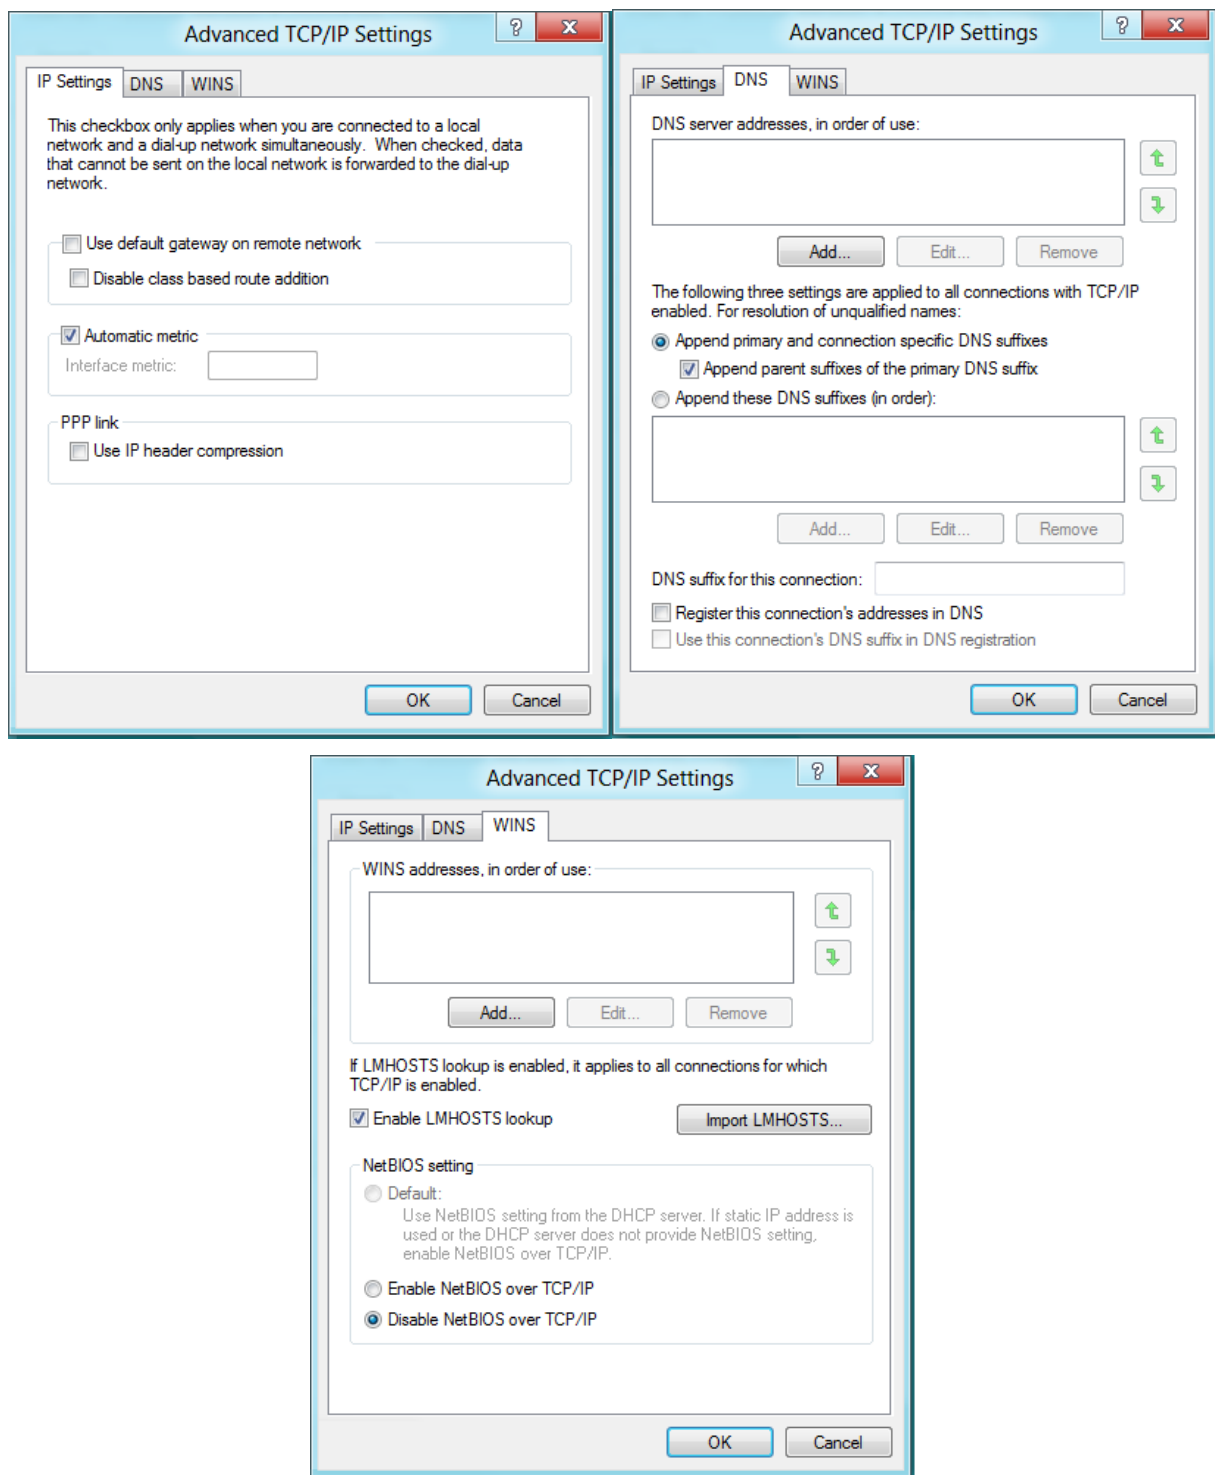 Advanced TCP/IP Settings
?
x
IP Settings
DNS
WINS
This checkbox only applies when you are connected to a local
network and a dial-up network simultaneously. When checked, data
that cannot be sent on the local network is forwarded to the dial-up
network.
Use default gateway on remote network
Disable class based route addition
Automatic metric
Interface metric:
PPP link
Use IP header compression
OK
Cancel
Advanced TCP/IP Settings
?
x
IP Settings
DNS
WINS
DNS server addresses, in order of use:
Add...
Edit...
Remove
The following three settings are applied to all connections with TCP/IP
enabled. For resolution of unqualified names:
Append primary and connection specific DNS suffixes
Append parent suffixes of the primary DNS suffix
Append these DNS suffixes (in order):
Add...
Edit...
Remove
DNS suffix for this connection:
Register this connection's addresses in DNS
Use this connection's DNS suffix in DNS registration
OK
Cancel
Advanced TCP/IP Settings
?
x
IP Settings
DNS
WINS
WINS addresses, in order of use:
Add...
Edit...
Remove
If LMHOSTS lookup is enabled, it applies to all connections for which
TCP/IP is enabled.
Enable LMHOSTS lookup
Import LMHOSTS...
NetBIOS setting
Default:
Use NetBIOS setting from the DHCP server. If static IP address is
used or the DHCP server does not provide NetBIOS setting,
enable NetBIOS over TCP/IP.
Enable NetBIOS over TCP/IP
Disable NetBIOS over TCP/IP
OK
Cancel